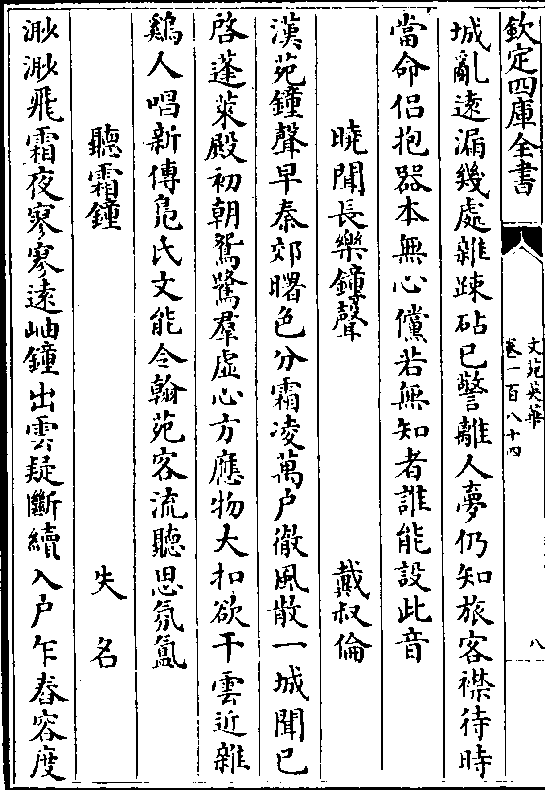 欽定四庫全書
文苑英華
卷一百八十四
八
城亂遠漏幾處雜踈砧已警離人夢仍知旅客襟待時
當命侣抱器本無心儻若無知者誰能設此音
曉聞長樂鐘聲 戴叔倫
漢苑鐘聲早秦郊曙色分霜凌萬户徹風散一城聞已
啓蓬萊殿初朝鴛鷺羣虚心方應物大扣欲干雲近雜
鷄人唱新傳鳬氏文能令翰苑客流聽思氛氲
聽霜鐘 失名
渺渺飛霜夜寥寥遠岫鐘出雲疑斷續入户乍舂容度